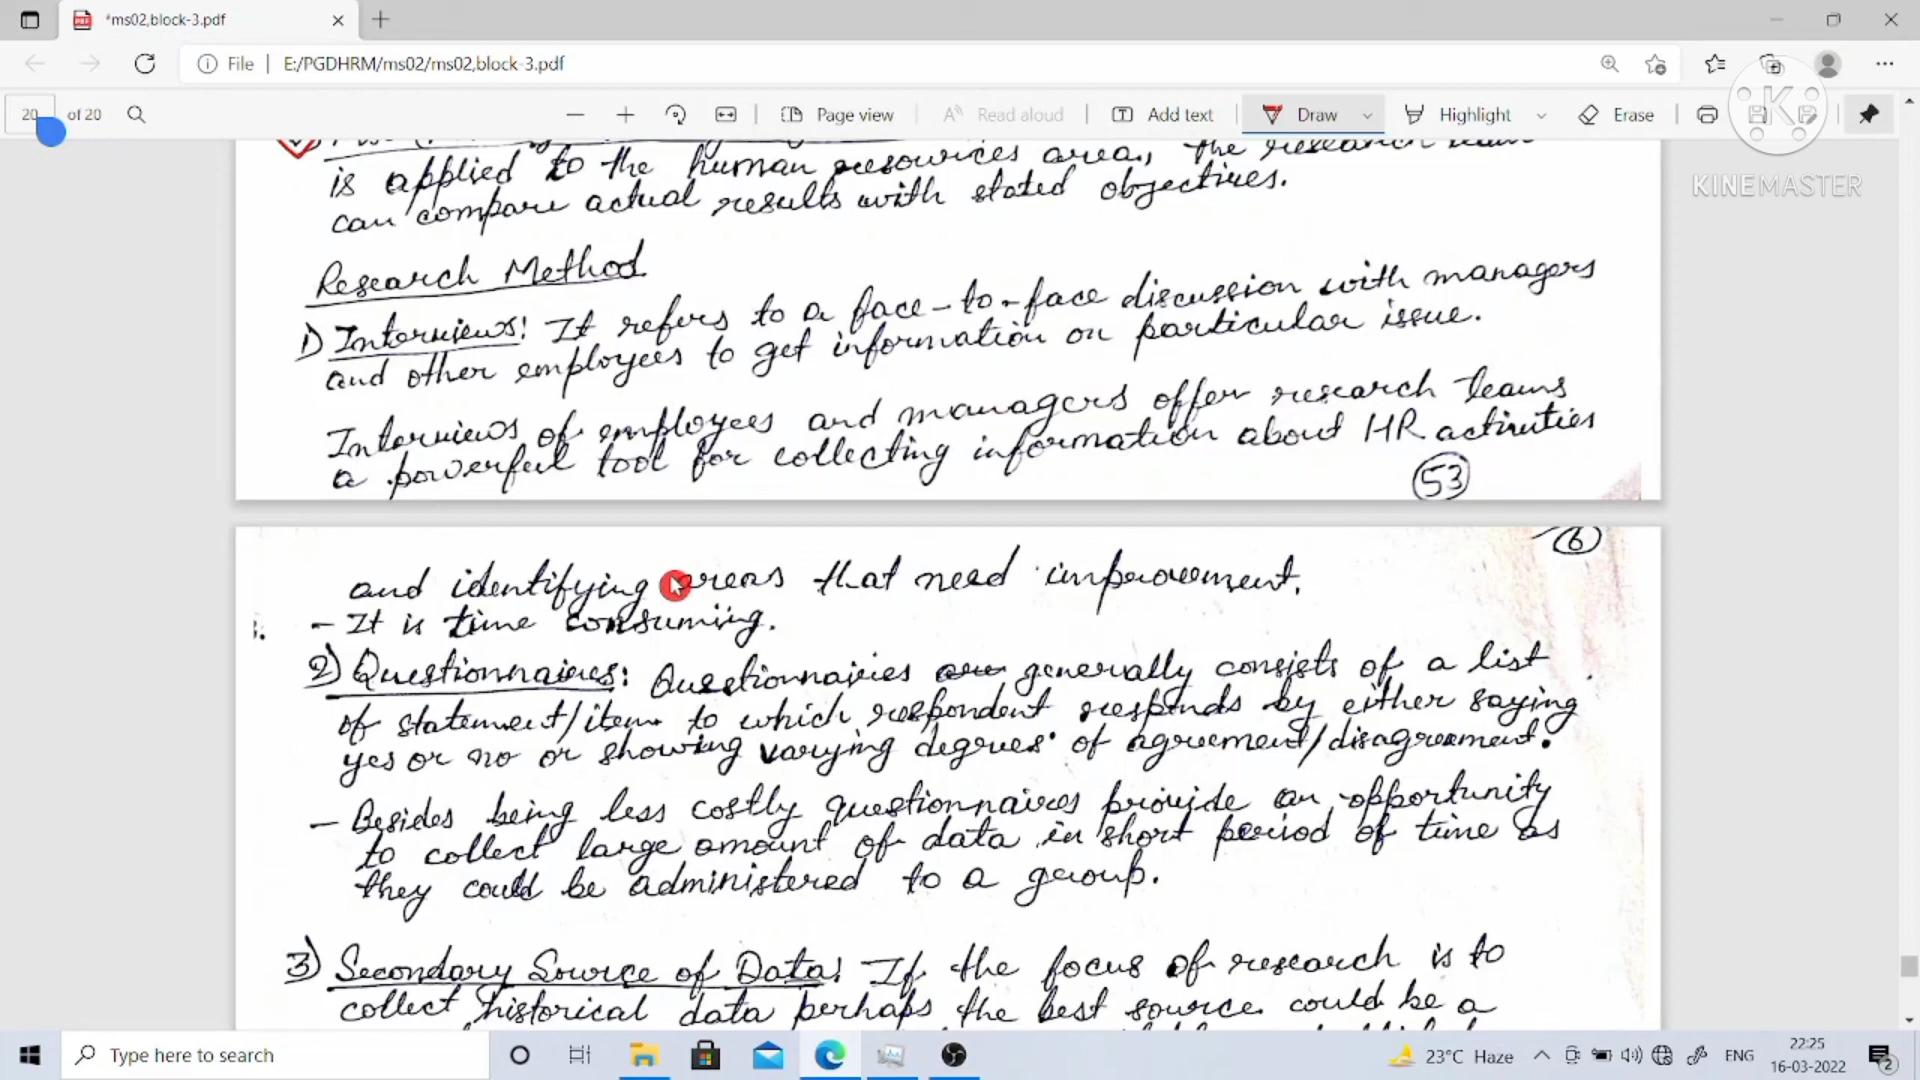 *ms02,block-3.pdf
File | E:/PGDHRM/ms02/ms02,block-3.pdf
20 of 20 Page view Read aloud Add text Draw Highlight Erase
KINEMASTER
is applied to the human resources area, the research team
can compare actual results with stated objectives.
Research Method
1) Interviews: It refers to a face-to-face discussion with managers
and other employees to get information on particular issue.
Interviews of employees and managers offer research teams
a powerful tool for collecting information about HR activities
53
6
and identifying areas that need improvement.
- It is time consuming.
2) Questionnaires: Questionnairies are generally consists of a list
of statement/item to which respondent responds by either saying
yes or no or showing varying degrees of agreement/disagreement.
- Besides being less costly questionnaires provide an opportunity
to collect large amount of data in short period of time as
they could be administered to a group.
3) Secondary Source of Data: If the focus of research is to
collect historical data perhaps the best source could be a
Type here to search
23°C Haze
ENG
22:25
16-03-2022
2